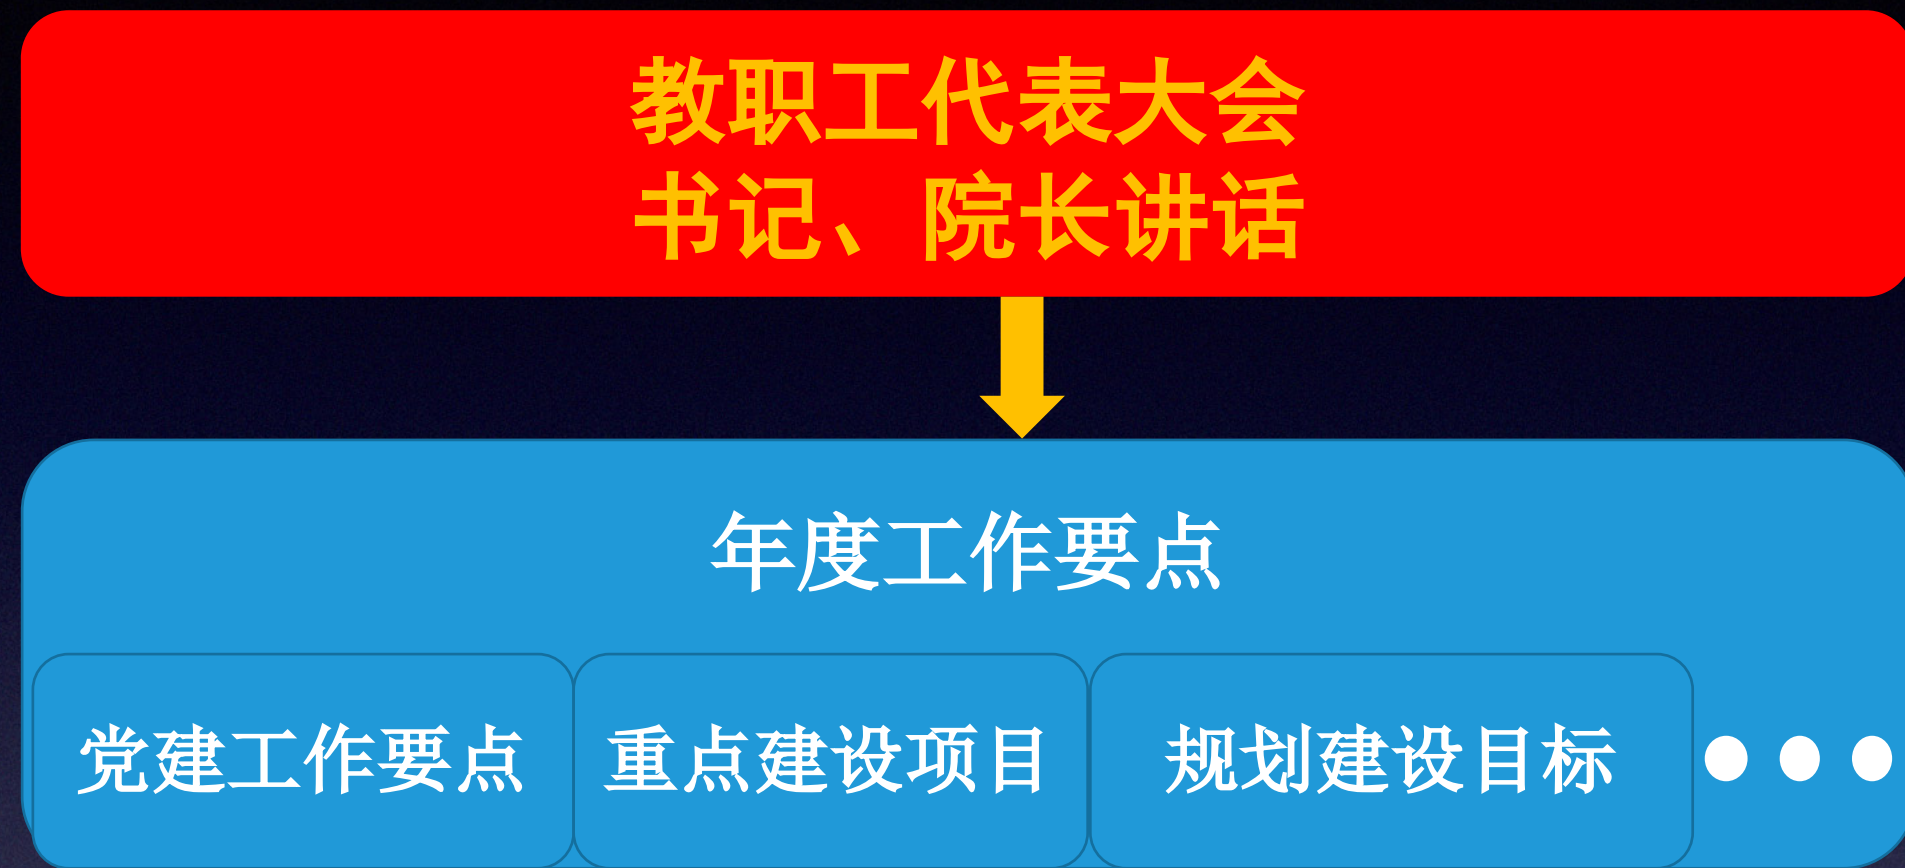 教职工代表大会
书记、院长讲话
年度工作要点
党建工作要点
重点建设项目
规划建设目标